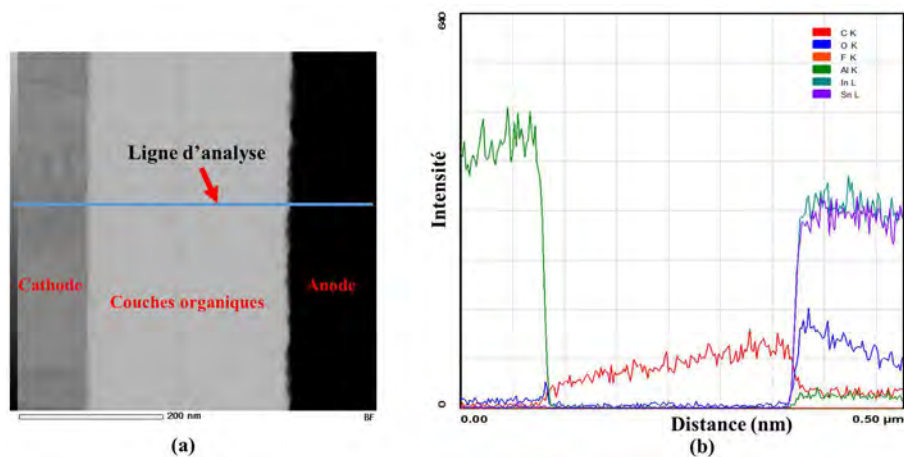 Ligne d'analyse
Cathode
Couches organiques
Anode
200 nm
BF
(a)
640
C K
O K
F K
Al K
In L
Sn L
Intensité
0
0.00
Distance (nm)
0.50 µm
(b)